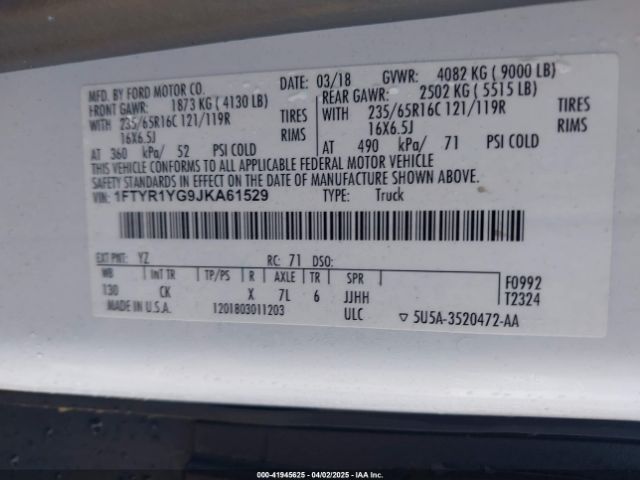 MFD. BY FORD MOTOR CO. DATE: 03/18 GVWR: 4082 KG ( 9000 LB)
FRONT GAWR: 1873 KG ( 4130 LB) REAR GAWR: 2502 KG ( 5515 LB)
WITH 235/65R16C 121/119R TIRES WITH 235/65R16C 121/119R TIRES
16X6.5J RIMS 16X6.5J RIMS
AT 360 kPa/ 52 PSI COLD AT 490 kPa/ 71 PSI COLD
THIS VEHICLE CONFORMS TO ALL APPLICABLE FEDERAL MOTOR VEHICLE
SAFETY STANDARDS IN EFFECT ON THE DATE OF MANUFACTURE SHOWN ABOVE.
VIN: 1FTYR1YG9JKA61529 TYPE: Truck
EXT PNT: YZ RC: 71 DSO:
WB INT TR TP/PS R AXLE TR SPR F0992
130 CK X 7L 6 JJHH T2324
MADE IN U.S.A. 1201803011203 ULC ▽ 5U5A-3520472-AA
000-41945625 - 04/02/2025 - IAAI.COM